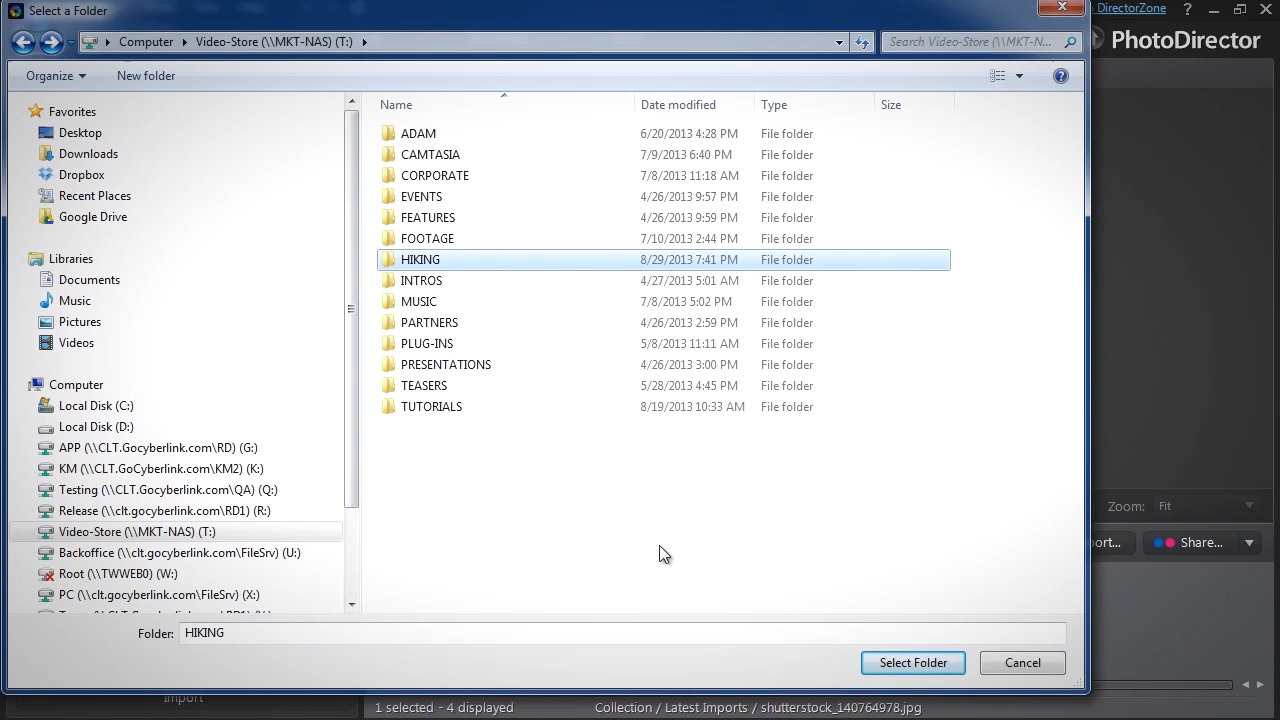 Select a Folder
DirectorZone ?
Computer Video-Store (\\MKT-NAS) (T:) Search Video-Store (\\MKT-N...
PhotoDirector
Organize New folder
Name Date modified Type Size
Favorites
Desktop
Downloads
Dropbox
Recent Places
Google Drive
Libraries
Documents
Music
Pictures
Videos
Computer
Local Disk (C:)
Local Disk (D:)
APP (\\CLT.Gocyberlink.com\RD) (G:)
KM (\\CLT.GoCyberlink.com\KM2) (K:)
Testing (\\CLT.Gocyberlink.com\QA) (Q:)
Release (\\clt.gocyberlink.com\RD1) (R:)
Video-Store (\\MKT-NAS) (T:)
Backoffice (\\clt.gocyberlink.com\FileSrv) (U:)
Root (\\TWWEB0) (W:)
PC (\\clt.gocyberlink.com\FileSrv) (X:)
ADAM 6/20/2013 4:28 PM File folder
CAMTASIA 7/9/2013 6:40 PM File folder
CORPORATE 7/8/2013 11:18 AM File folder
EVENTS 4/26/2013 9:57 PM File folder
FEATURES 4/26/2013 9:59 PM File folder
FOOTAGE 7/10/2013 2:44 PM File folder
HIKING 8/29/2013 7:41 PM File folder
INTROS 4/27/2013 5:01 AM File folder
MUSIC 7/8/2013 5:02 PM File folder
PARTNERS 4/26/2013 2:59 PM File folder
PLUG-INS 5/8/2013 11:11 AM File folder
PRESENTATIONS 4/26/2013 3:00 PM File folder
TEASERS 5/28/2013 4:45 PM File folder
TUTORIALS 8/19/2013 10:33 AM File folder
Zoom: Fit
ort... Share...
Folder: HIKING
Select Folder Cancel
Import
1 selected - 4 displayed Collection / Latest Imports / shutterstock_140764978.jpg